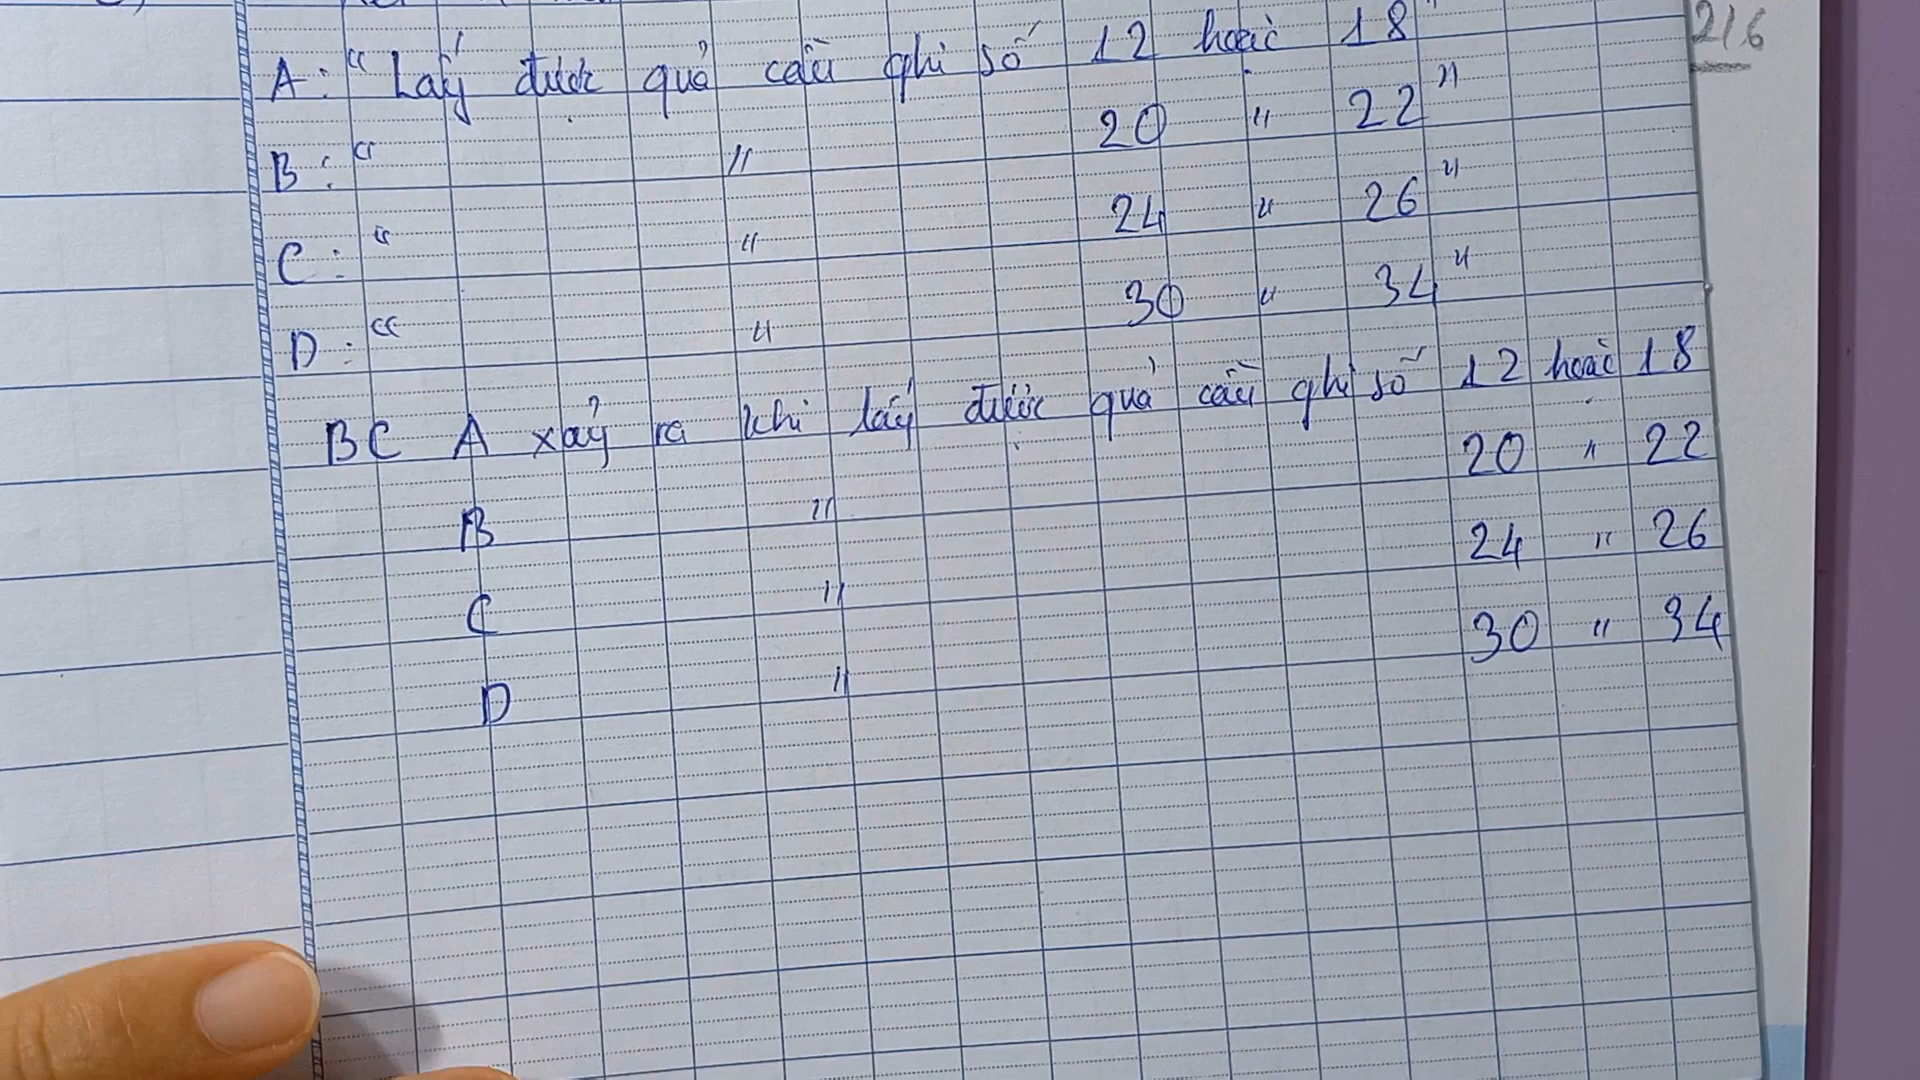 A: “Lấy được quả cầu ghi số 12 hoặc 18”
B: “ " 20 " 22”
C: “ " 24 " 26”
D: “ " 30 " 34”
BC A xảy ra khi lấy được quả cầu ghi số 12 hoặc 18
B " 20 " 22
C " 24 " 26
D " 30 " 34
216